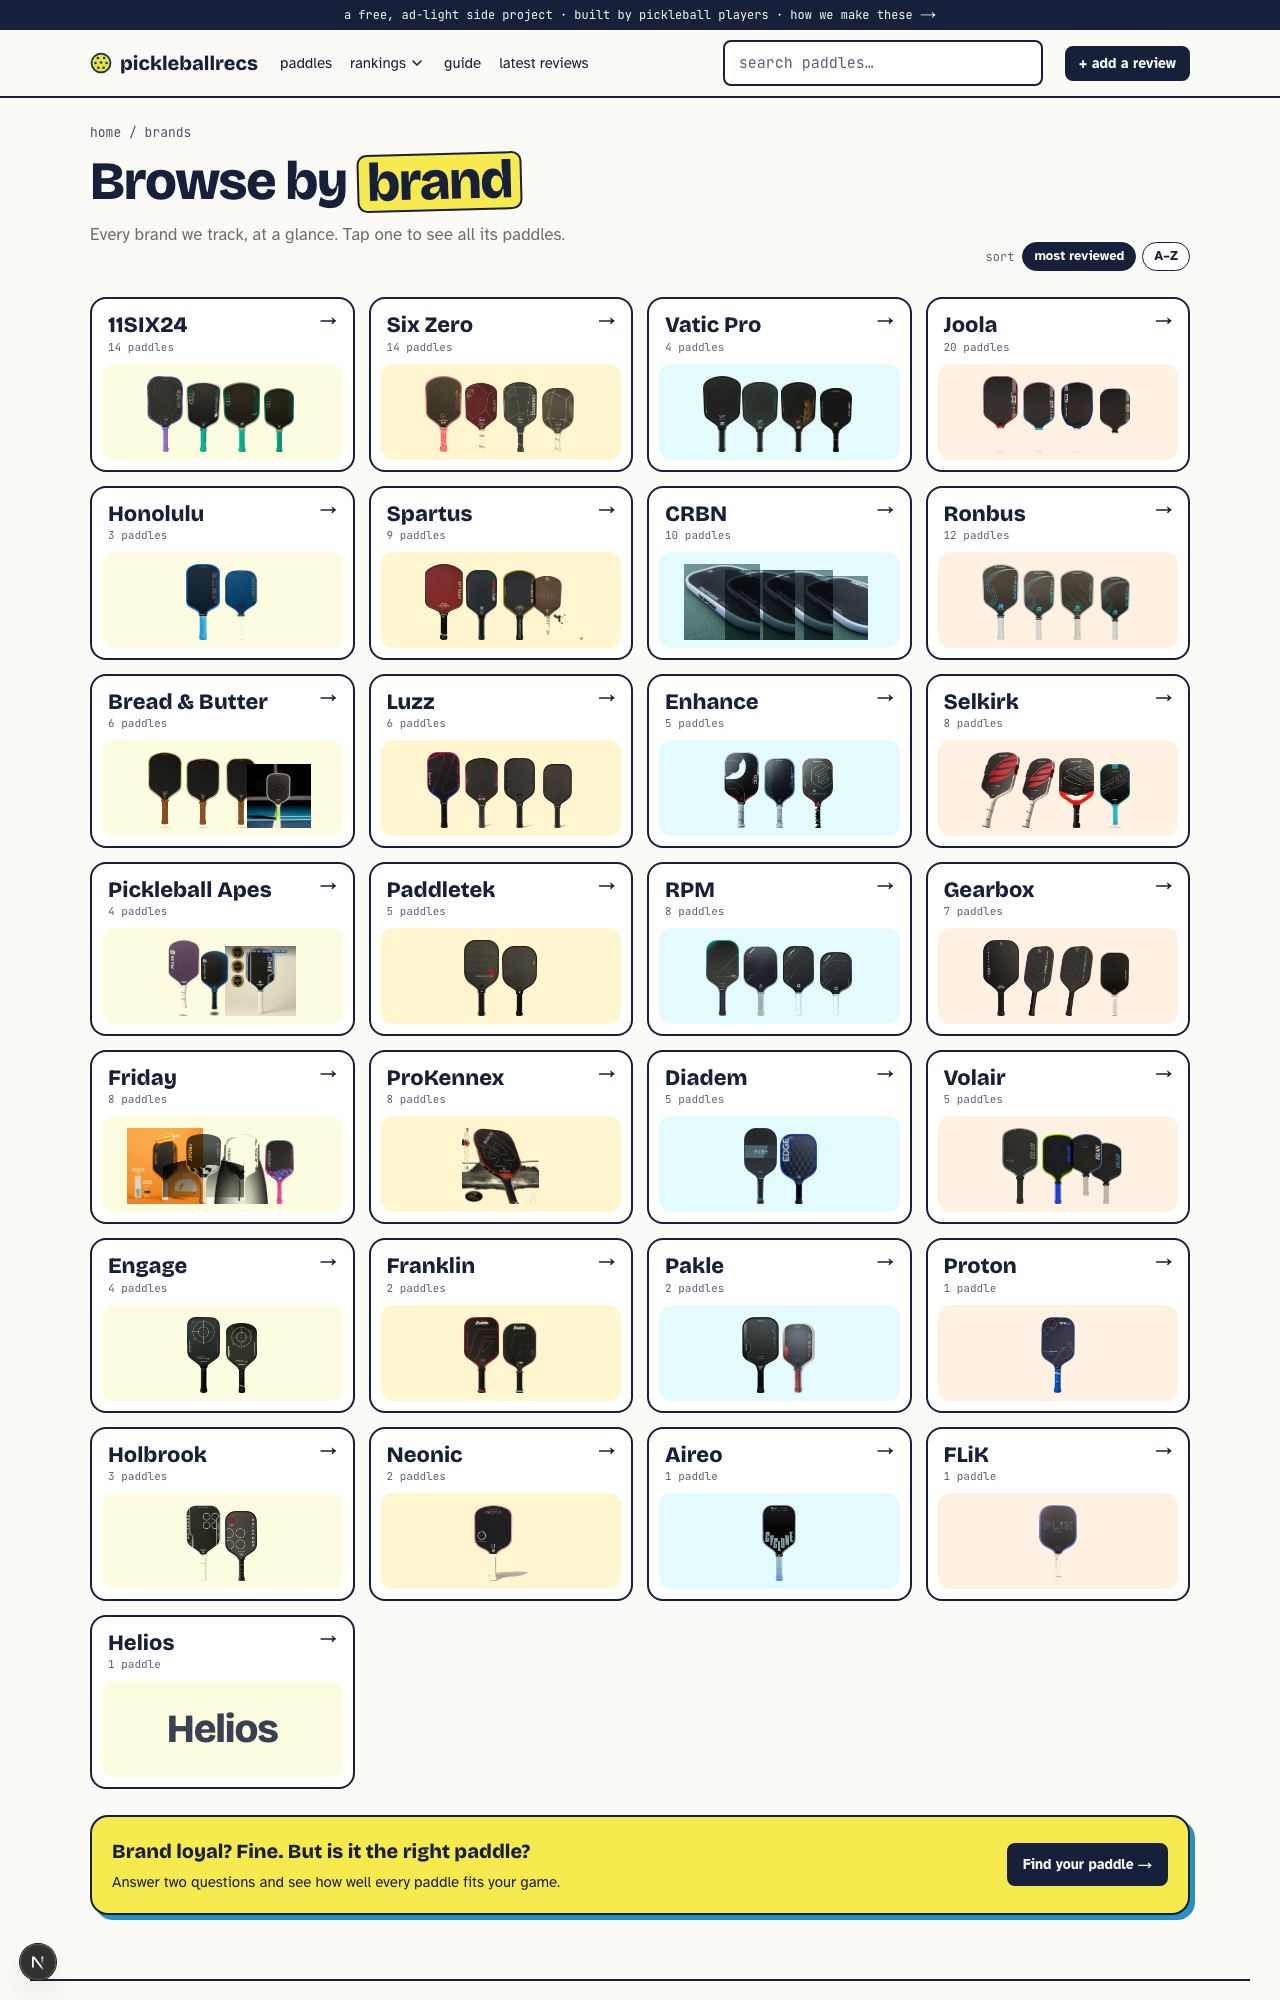 a free, ad-light side project · built by pickleball players · how we make these →
pickleballrecs
paddles
rankings
guide
latest reviews
search paddles…
+ add a review
home / brands
Browse by brand
Every brand we track, at a glance. Tap one to see all its paddles.
sort
most reviewed
A–Z
11SIX24 →
14 paddles
Six Zero →
14 paddles
Vatic Pro →
4 paddles
Joola →
20 paddles
Honolulu →
3 paddles
Spartus →
9 paddles
CRBN →
10 paddles
Ronbus →
12 paddles
Bread & Butter →
6 paddles
Luzz →
6 paddles
Enhance →
5 paddles
Selkirk →
8 paddles
Pickleball Apes →
4 paddles
Paddletek →
5 paddles
RPM →
8 paddles
Gearbox →
7 paddles
Friday →
8 paddles
ProKennex →
8 paddles
Diadem →
5 paddles
EDGE
Volair →
5 paddles
Engage →
4 paddles
Franklin →
2 paddles
Pakle →
2 paddles
Proton →
1 paddle
Holbrook →
3 paddles
Neonic →
2 paddles
Aireo →
1 paddle
CYCLONE
FLiK →
1 paddle
FLiK
Helios →
1 paddle
Helios
Brand loyal? Fine. But is it the right paddle?
Answer two questions and see how well every paddle fits your game.
Find your paddle →
N